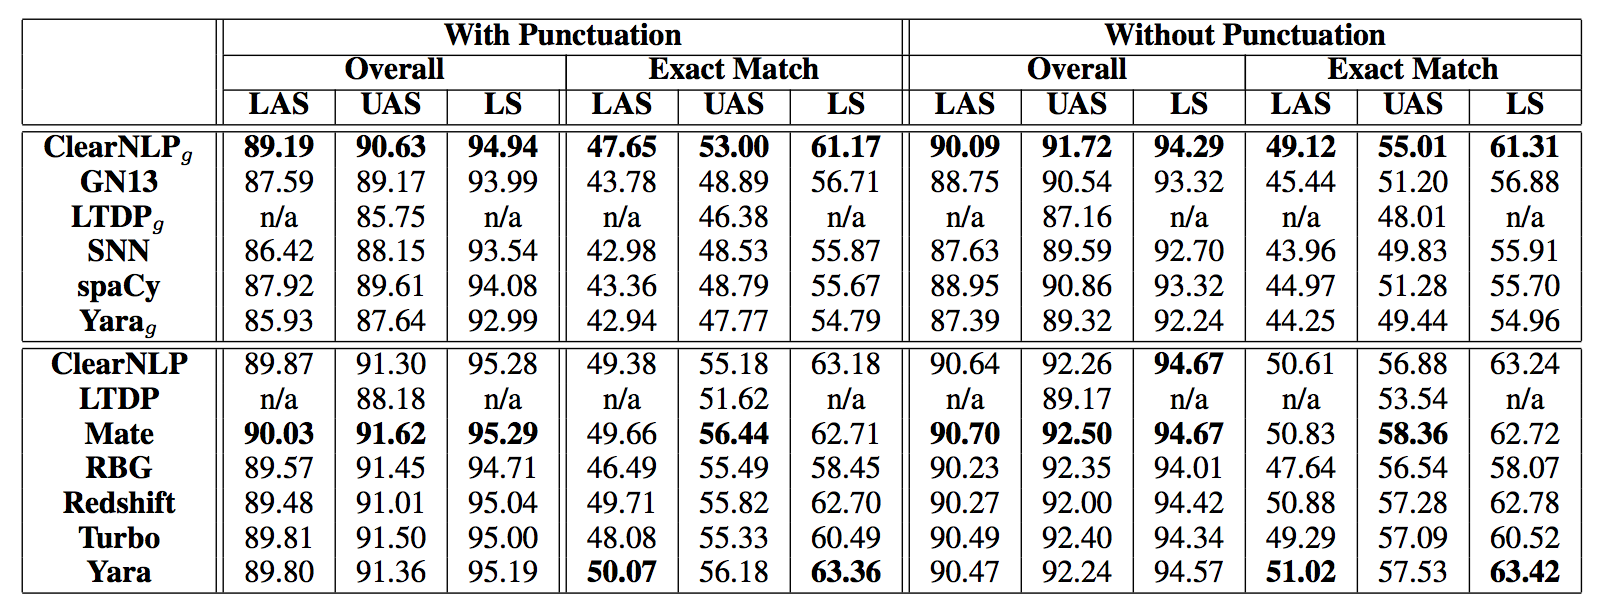 With Punctuation Without Punctuation
Overall Exact Match Overall Exact Match
LAS UAS LS LAS UAS LS LAS UAS LS LAS UAS LS
ClearNLPg 89.19 90.63 94.94 47.65 53.00 61.17 90.09 91.72 94.29 49.12 55.01 61.31
GN13 87.59 89.17 93.99 43.78 48.89 56.71 88.75 90.54 93.32 45.44 51.20 56.88
LTDPg n/a 85.75 n/a n/a 46.38 n/a n/a 87.16 n/a n/a 48.01 n/a
SNN 86.42 88.15 93.54 42.98 48.53 55.87 87.63 89.59 92.70 43.96 49.83 55.91
spaCy 87.92 89.61 94.08 43.36 48.79 55.67 88.95 90.86 93.32 44.97 51.28 55.70
Yarag 85.93 87.64 92.99 42.94 47.77 54.79 87.39 89.32 92.24 44.25 49.44 54.96
ClearNLP 89.87 91.30 95.28 49.38 55.18 63.18 90.64 92.26 94.67 50.61 56.88 63.24
LTDP n/a 88.18 n/a n/a 51.62 n/a n/a 89.17 n/a n/a 53.54 n/a
Mate 90.03 91.62 95.29 49.66 56.44 62.71 90.70 92.50 94.67 50.83 58.36 62.72
RBG 89.57 91.45 94.71 46.49 55.49 58.45 90.23 92.35 94.01 47.64 56.54 58.07
Redshift 89.48 91.01 95.04 49.71 55.82 62.70 90.27 92.00 94.42 50.88 57.28 62.78
Turbo 89.81 91.50 95.00 48.08 55.33 60.49 90.49 92.40 94.34 49.29 57.09 60.52
Yara 89.80 91.36 95.19 50.07 56.18 63.36 90.47 92.24 94.57 51.02 57.53 63.42